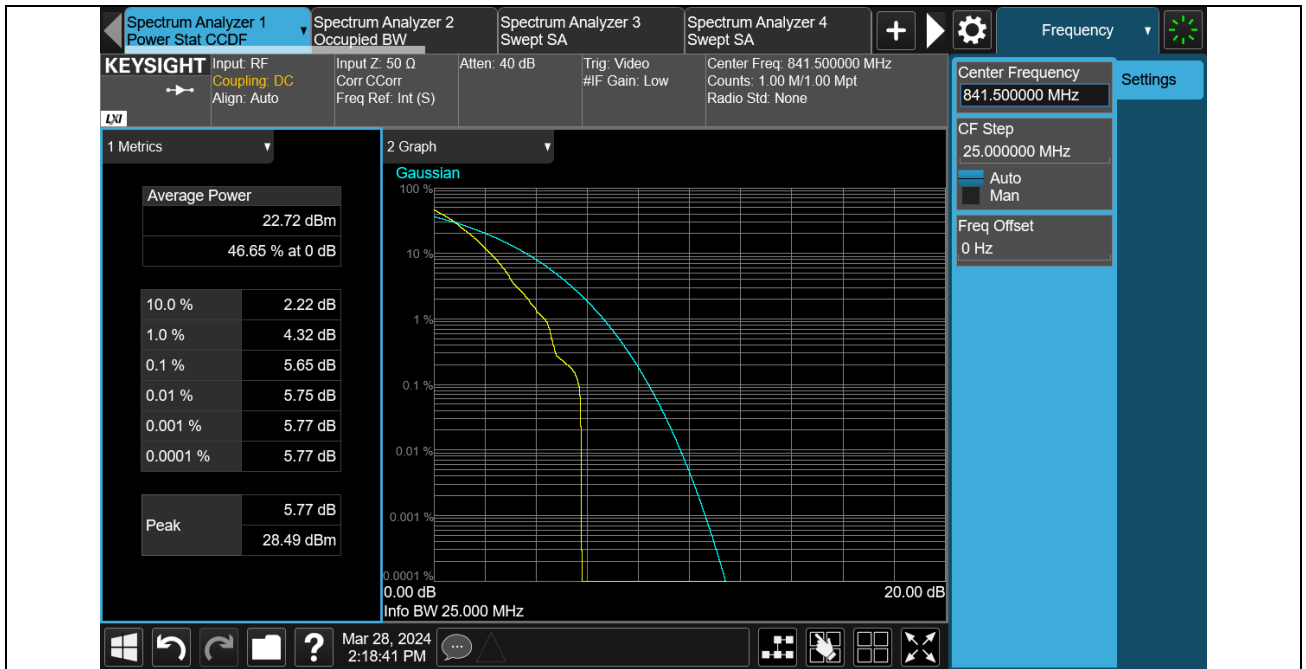 Spectrum Analyzer 1
Power Stat CCDF
Spectrum Analyzer 2
Occupied BW
Spectrum Analyzer 3
Swept SA
Spectrum Analyzer 4
Swept SA
+
Frequency
KEYSIGHT
LXI
Input: RF
Coupling: DC
Align: Auto
Input Z: 50 Ω
Corr CCorr
Freq Ref: Int (S)
Atten: 40 dB
Trig: Video
#IF Gain: Low
Center Freq: 841.500000 MHz
Counts: 1.00 M/1.00 Mpt
Radio Std: None
Center Frequency
841.500000 MHz
Settings
CF Step
25.000000 MHz
Auto
Man
Freq Offset
0 Hz
1 Metrics
Average Power
22.72 dBm
46.65 % at 0 dB
10.0 % 2.22 dB
1.0 % 4.32 dB
0.1 % 5.65 dB
0.01 % 5.75 dB
0.001 % 5.77 dB
0.0001 % 5.77 dB
Peak
5.77 dB
28.49 dBm
2 Graph
Gaussian
100 %
10 %
1 %
0.1 %
0.01 %
0.001 %
0.0001 %
0.00 dB 20.00 dB
Info BW 25.000 MHz
?
Mar 28, 2024
2:18:41 PM